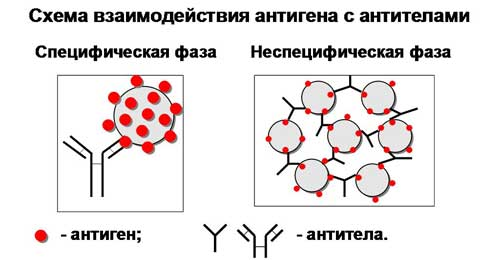 Схема взаимодействия антигена с антителами
Специфическая фаза
Неспецифическая фаза
- антиген;
- антитела.